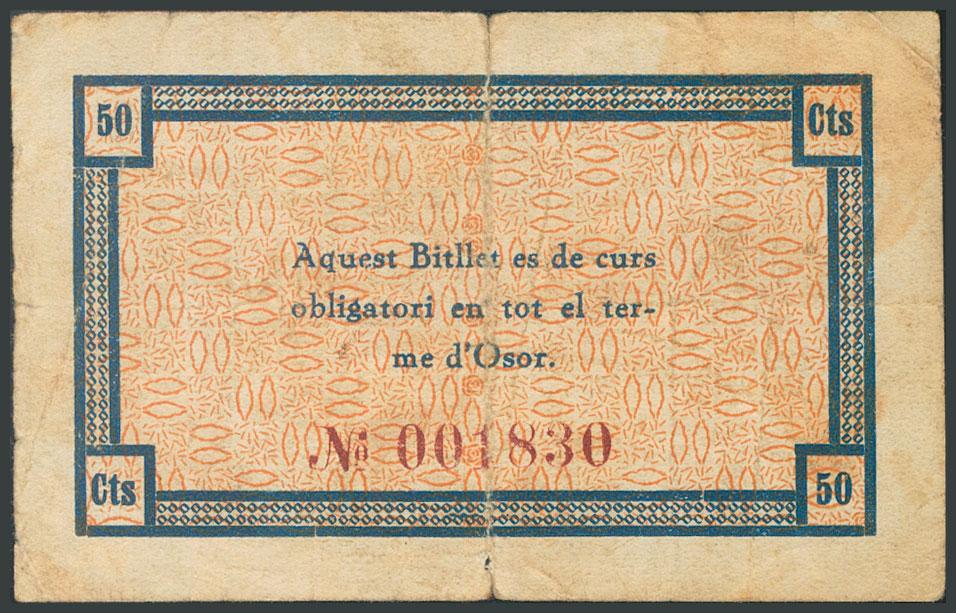 50 Cts
Aquest Bitllet es de curs
obligatori en tot el ter-
me d'Osor.
Nº 001830
Cts 50